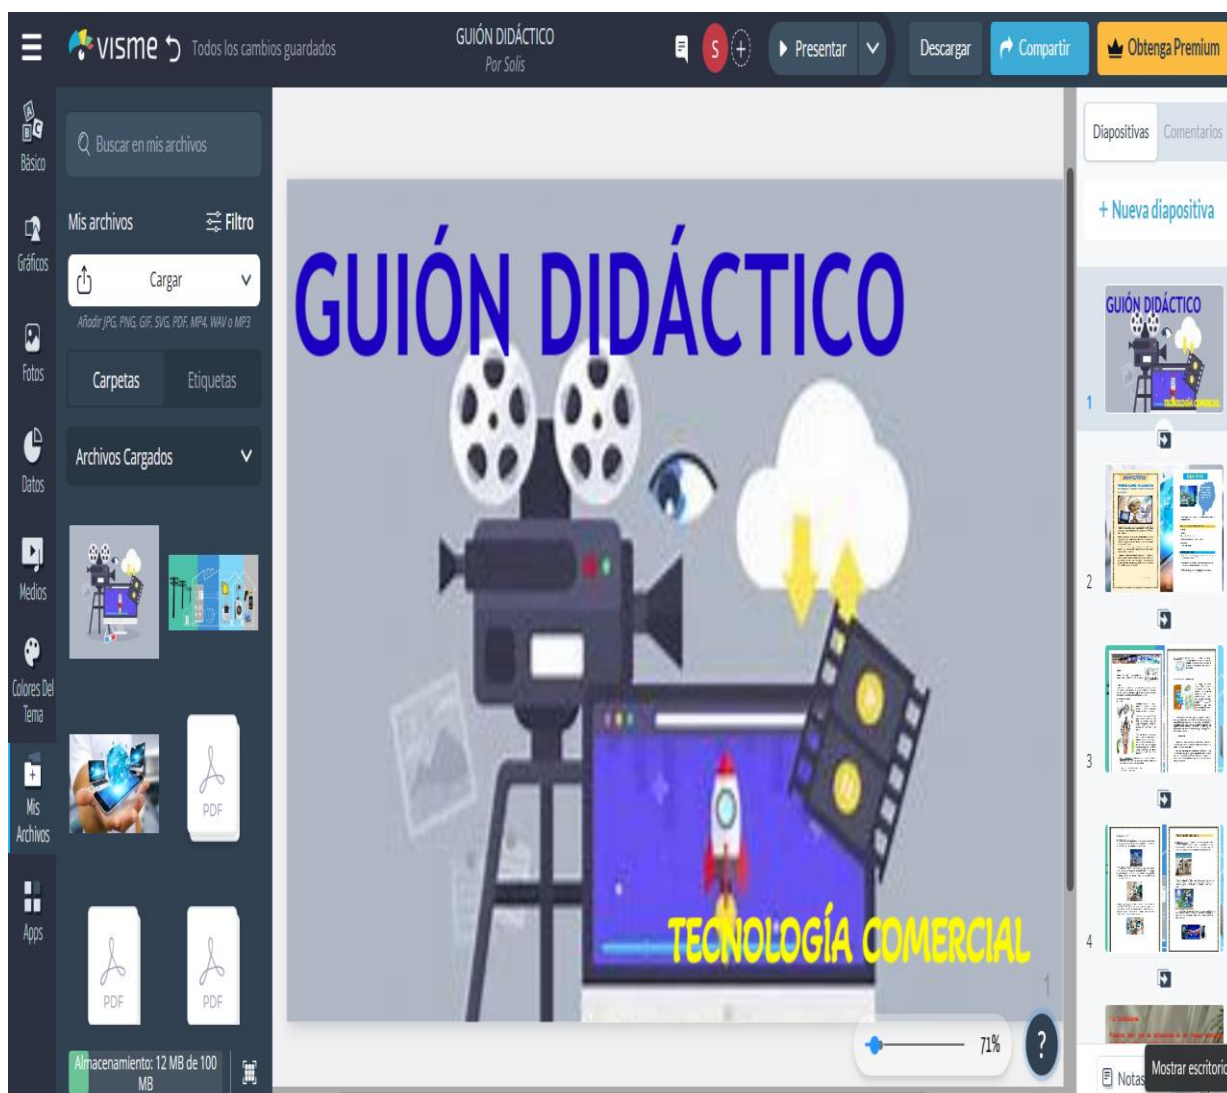 visme
Todos los cambios guardados
GUIÓN DIDÁCTICO
Por Solis
S
Presentar
Descargar
Compartir
Obtenga Premium
A
B
C
Básico
Gráficos
Fotos
Datos
Medios
Colores Del
Tema
Mis
Archivos
Apps
Buscar en mis archivos
Mis archivos
Filtro
Cargar
Añadir JPG, PNG, GIF, SVG, PDF, MP4, WAV o MP3
Carpetas
Etiquetas
Archivos Cargados
PDF
PDF
PDF
Almacenamiento: 12 MB de 100
MB
GUIÓN DIDÁCTICO
TECNOLOGÍA COMERCIAL
1
71%
?
Diapositivas
Comentarios
+ Nueva diapositiva
GUIÓN DIDÁCTICO
TECNOLOGÍA COMERCIAL
1
2
3
4
Notas
Mostrar escritorio